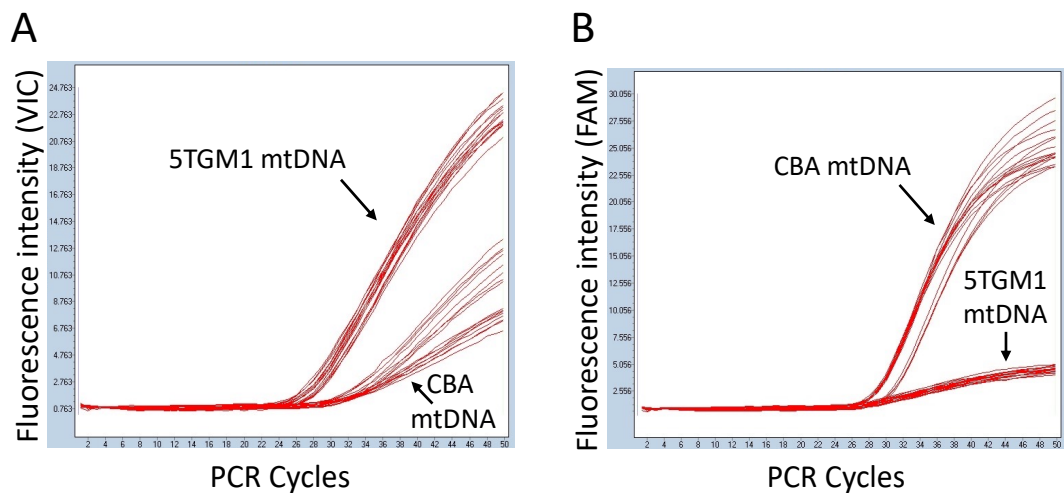 A
Fluorescence intensity (VIC)
24.763
22.763
20.763
18.763
16.763
14.763
12.763
10.763
8.763
6.763
4.763
2.763
0.763
5TGM1 mtDNA
CBA
mtDNA
2 4 6 8 10 12 14 16 18 20 22 24 26 28 30 32 34 36 38 40 42 44 46 48 50
PCR Cycles
B
Fluorescence intensity (FAM)
30.056
27.556
25.056
22.556
20.056
17.556
15.056
12.556
10.056
7.556
5.056
2.556
CBA mtDNA
5TGM1
mtDNA
2 4 6 8 10 12 14 16 18 20 22 24 26 28 30 32 34 36 38 40 42 44 46 48 50
PCR Cycles